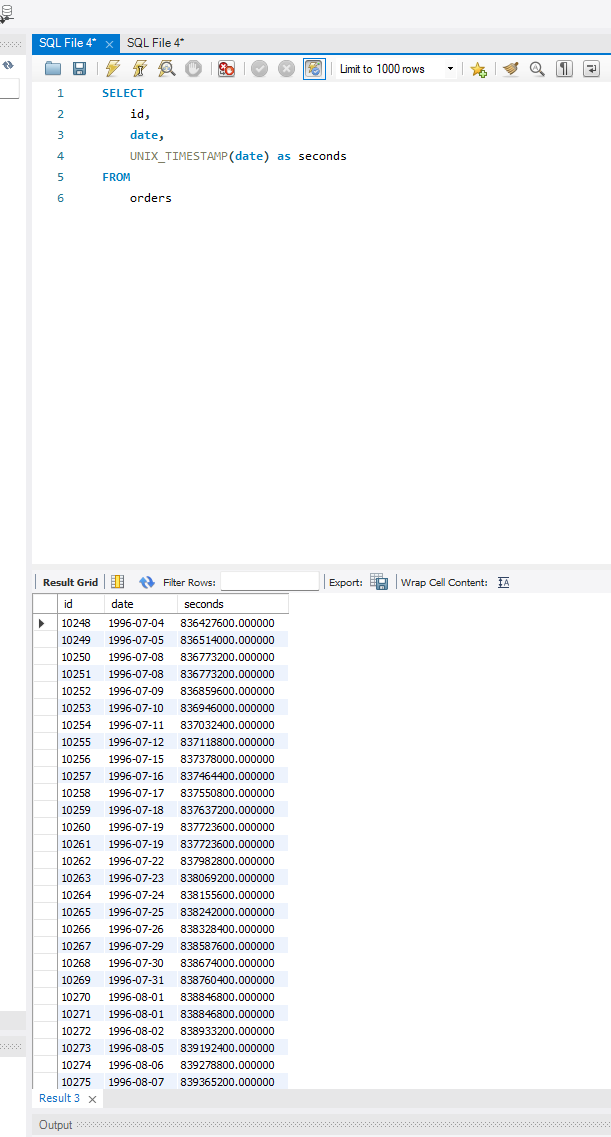 SQL File 4* SQL File 4*
Limit to 1000 rows
1 SELECT
2 id,
3 date,
4 UNIX_TIMESTAMP(date) as seconds
5 FROM
6 orders
Result Grid Filter Rows: Export: Wrap Cell Content:
id date seconds
10248 1996-07-04 836427600.000000
10249 1996-07-05 836514000.000000
10250 1996-07-08 836773200.000000
10251 1996-07-08 836773200.000000
10252 1996-07-09 836859600.000000
10253 1996-07-10 836946000.000000
10254 1996-07-11 837032400.000000
10255 1996-07-12 837118800.000000
10256 1996-07-15 837378000.000000
10257 1996-07-16 837464400.000000
10258 1996-07-17 837550800.000000
10259 1996-07-18 837637200.000000
10260 1996-07-19 837723600.000000
10261 1996-07-19 837723600.000000
10262 1996-07-22 837982800.000000
10263 1996-07-23 838069200.000000
10264 1996-07-24 838155600.000000
10265 1996-07-25 838242000.000000
10266 1996-07-26 838328400.000000
10267 1996-07-29 838587600.000000
10268 1996-07-30 838674000.000000
10269 1996-07-31 838760400.000000
10270 1996-08-01 838846800.000000
10271 1996-08-01 838846800.000000
10272 1996-08-02 838933200.000000
10273 1996-08-05 839192400.000000
10274 1996-08-06 839278800.000000
10275 1996-08-07 839365200.000000
Result 3
Output